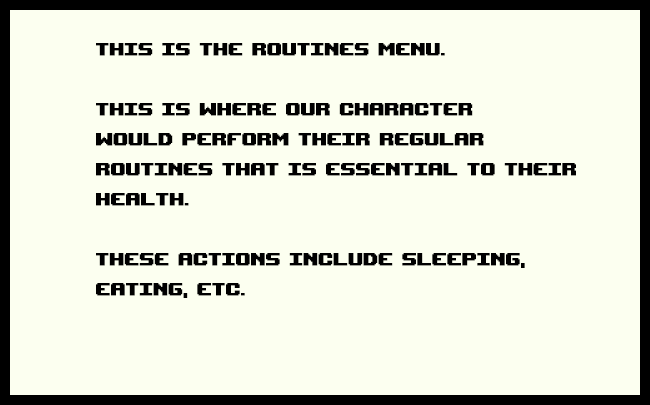 THIS IS THE ROUTINES MENU.
THIS IS WHERE OUR CHARACTER
WOULD PERFORM THEIR REGULAR
ROUTINES THAT IS ESSENTIAL TO THEIR
HEALTH.
THESE ACTIONS INCLUDE SLEEPING,
EATING, ETC.